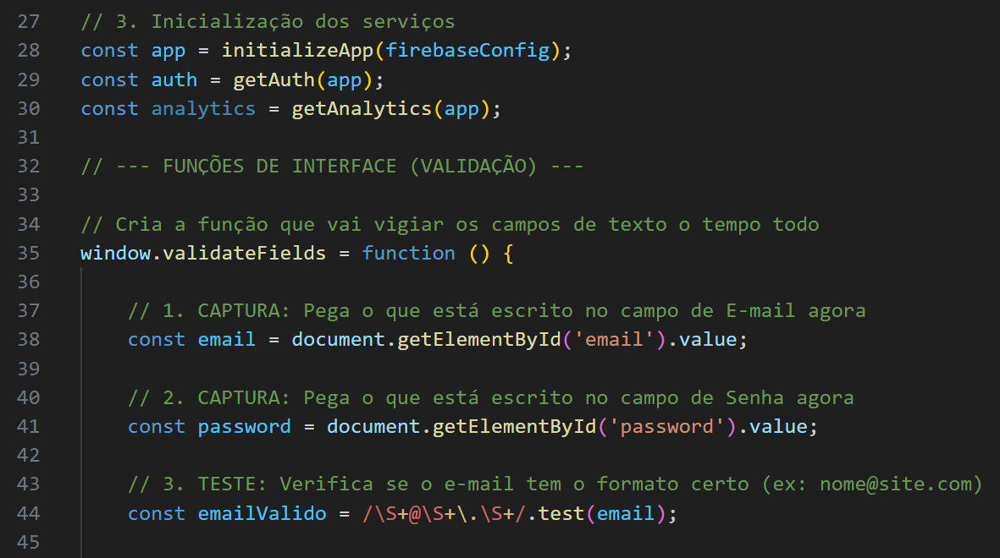 27 // 3. Inicialização dos serviços
28 const app = initializeApp(firebaseConfig);
29 const auth = getAuth(app);
30 const analytics = getAnalytics(app);
31
32 // --- FUNÇÕES DE INTERFACE (VALIDAÇÃO) ---
33
34 // Cria a função que vai vigiar os campos de texto o tempo todo
35 window.validateFields = function () {
36
37 // 1. CAPTURA: Pega o que está escrito no campo de E-mail agora
38 const email = document.getElementById('email').value;
39
40 // 2. CAPTURA: Pega o que está escrito no campo de Senha agora
41 const password = document.getElementById('password').value;
42
43 // 3. TESTE: Verifica se o e-mail tem o formato certo (ex: nome@site.com)
44 const emailValido = /\S+@\S+\.\S+/.test(email);
45